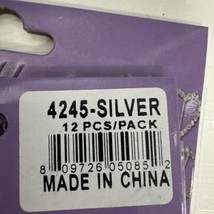 4245-SILVER
12 PCS/PACK
8 09726 05085 2
MADE IN CHINA